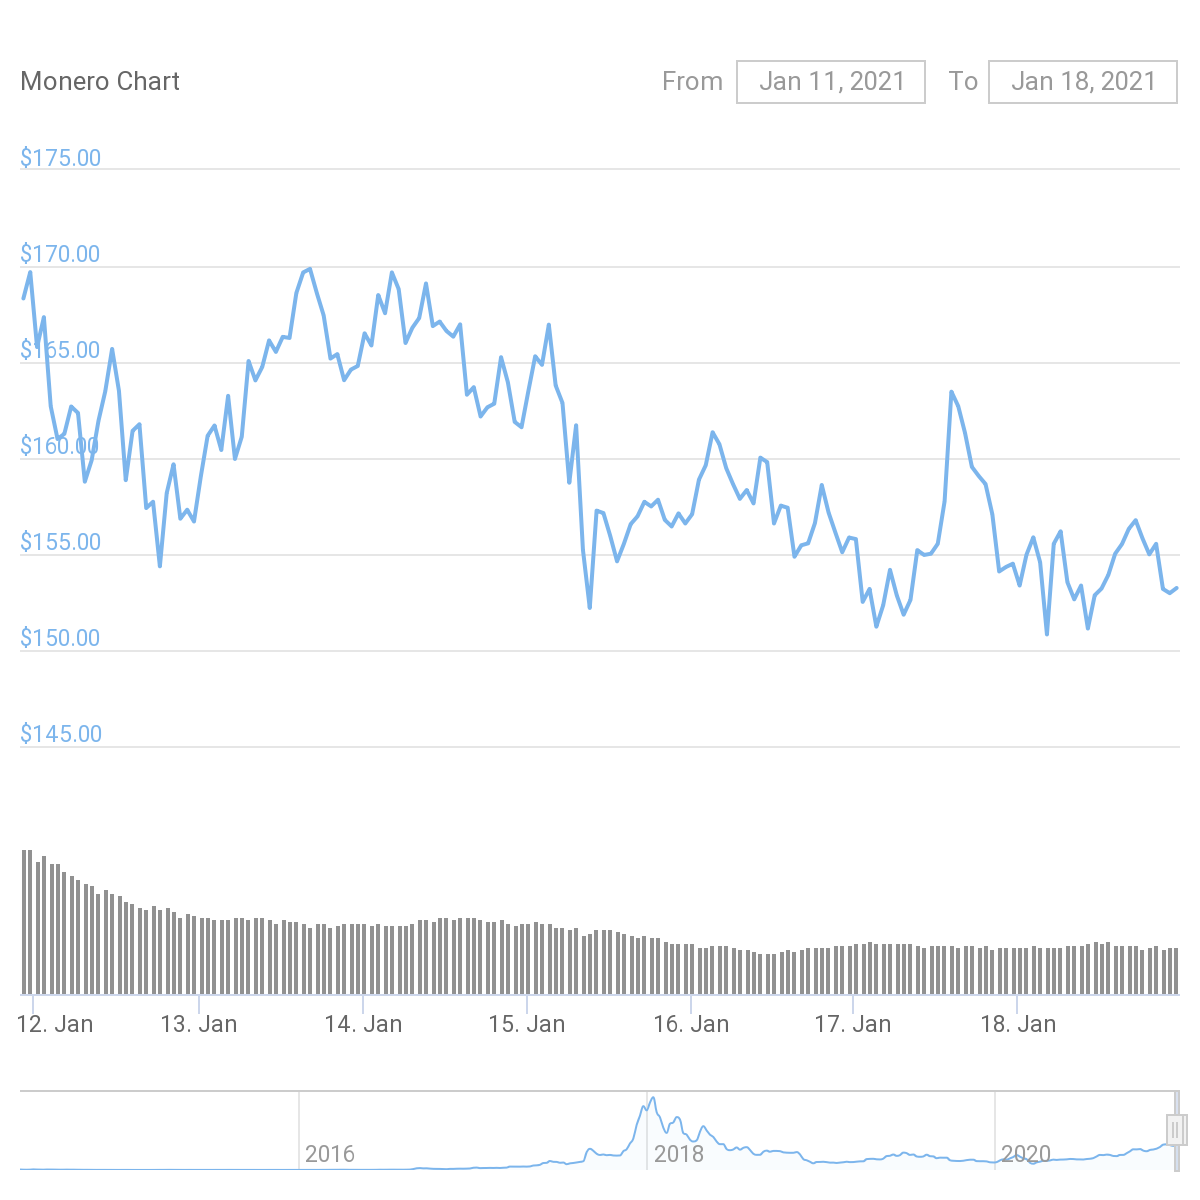 Monero Chart From Jan 11, 2021 To Jan 18, 2021
$175.00
$170.00
$165.00
$160.00
$155.00
$150.00
$145.00
12. Jan 13. Jan 14. Jan 15. Jan 16. Jan 17. Jan 18. Jan
2016 2018 2020